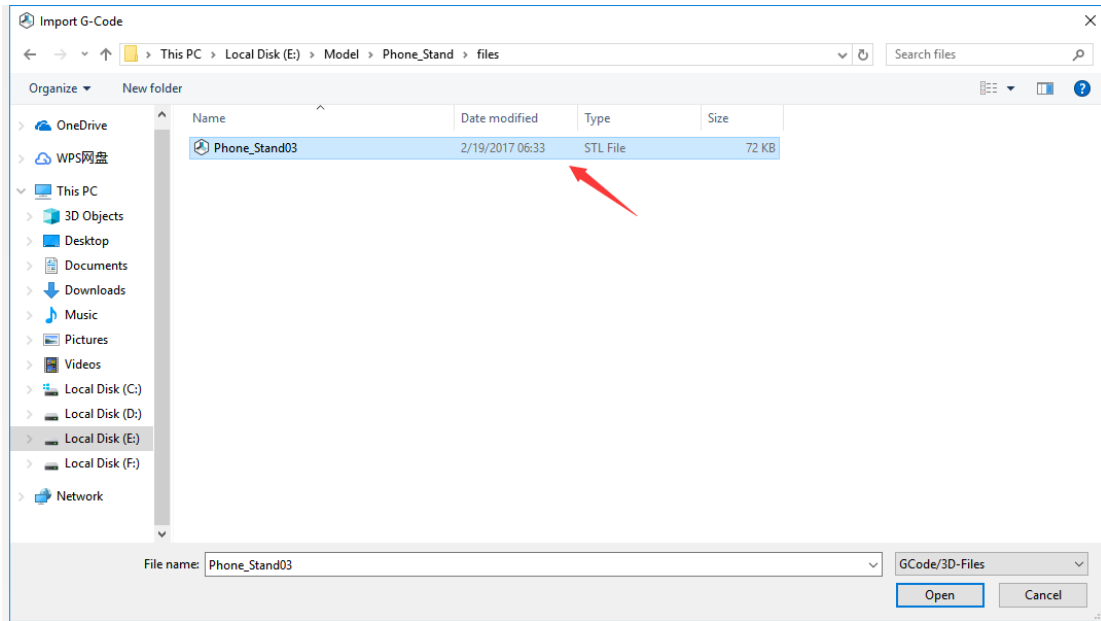 Import G-Code
This PC > Local Disk (E:) > Model > Phone_Stand > files
Search files
Organize
New folder
Name
Date modified
Type
Size
OneDrive
Phone_Stand03
2/19/2017 06:33
STL File
72 KB
WPS网盘
This PC
3D Objects
Desktop
Documents
Downloads
Music
Pictures
Videos
Local Disk (C:)
Local Disk (D:)
Local Disk (E:)
Local Disk (F:)
Network
File name:
Phone_Stand03
GCode/3D-Files
Open
Cancel